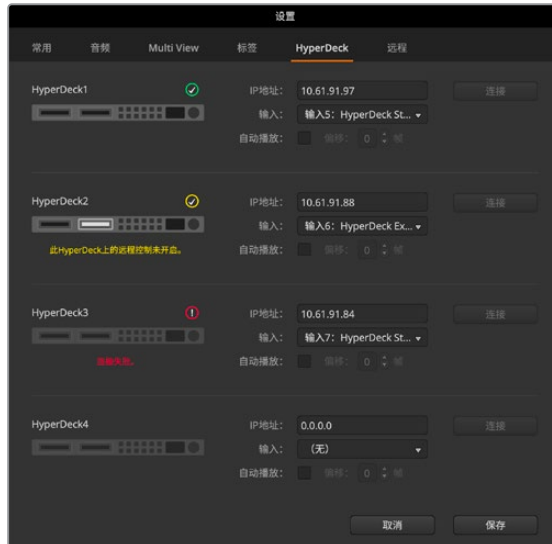 设置
常用 音频 Multi View 标签 HyperDeck 远程
HyperDeck1 IP地址: 10.61.91.97 连接
输入: 输入5: HyperDeck St...
自动播放: 偏移: 0 帧
HyperDeck2 IP地址: 10.61.91.88 连接
输入: 输入6: HyperDeck Ex...
此HyperDeck上的远程控制未开启。 自动播放: 偏移: 0 帧
HyperDeck3 IP地址: 10.61.91.84 连接
输入: 输入7: HyperDeck St...
连接失败。 自动播放: 偏移: 0 帧
HyperDeck4 IP地址: 0.0.0.0 连接
输入: (无)
自动播放: 偏移: 0 帧
取消 保存